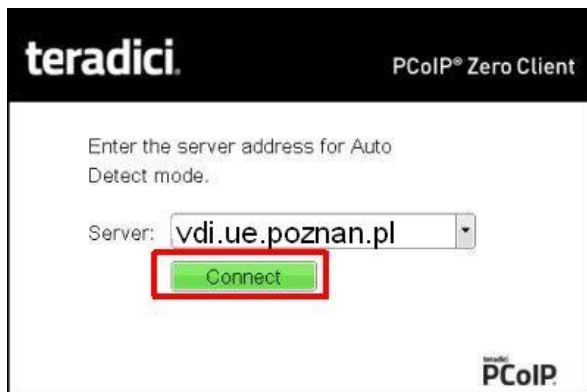 teradici.
PCoIP® Zero Client
Enter the server address for Auto
Detect mode.
Server: vdi.ue.poznan.pl
Connect
teradici
PCoIP.